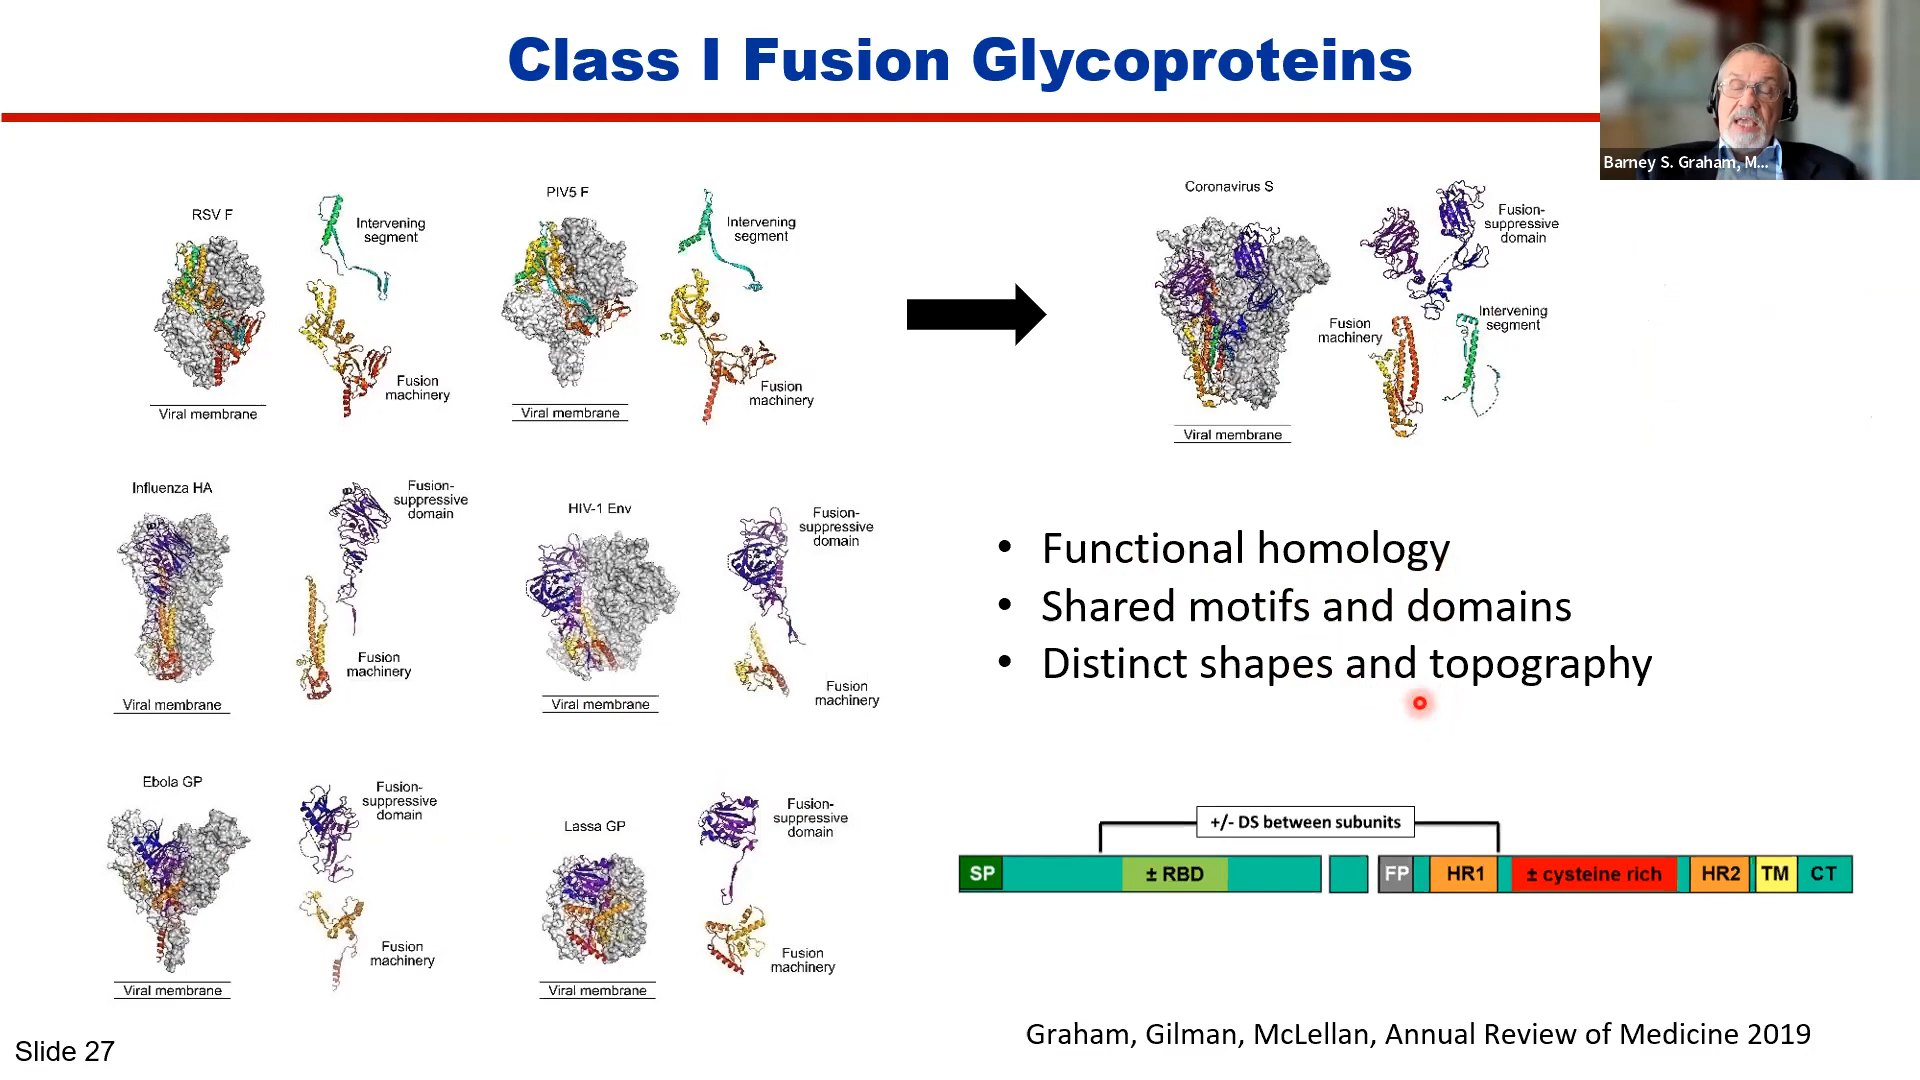 Class I Fusion Glycoproteins
Barney S. Graham, M...
RSV F
Intervening
segment
Fusion
machinery
Viral membrane
PIV5 F
Intervening
segment
Fusion
machinery
Viral membrane
Coronavirus S
Fusion-
suppressive
domain
Fusion
machinery
Intervening
segment
Viral membrane
Influenza HA
Fusion-
suppressive
domain
Fusion
machinery
Viral membrane
HIV-1 Env
Fusion-
suppressive
domain
Fusion
machinery
Viral membrane
• Functional homology
• Shared motifs and domains
• Distinct shapes and topography
Ebola GP
Fusion-
suppressive
domain
Fusion
machinery
Viral membrane
Lassa GP
Fusion-
suppressive
domain
Fusion
machinery
Viral membrane
+/- DS between subunits
SP ± RBD FP HR1 ± cysteine rich HR2 TM CT
Graham, Gilman, McLellan, Annual Review of Medicine 2019
Slide 27